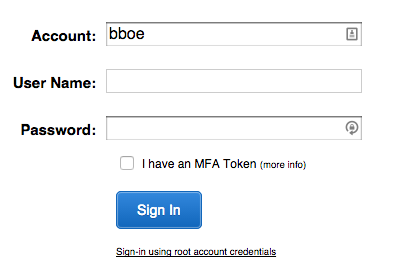 Account: bboe
User Name:
Password:
I have an MFA Token (more info)
Sign In
Sign-in using root account credentials